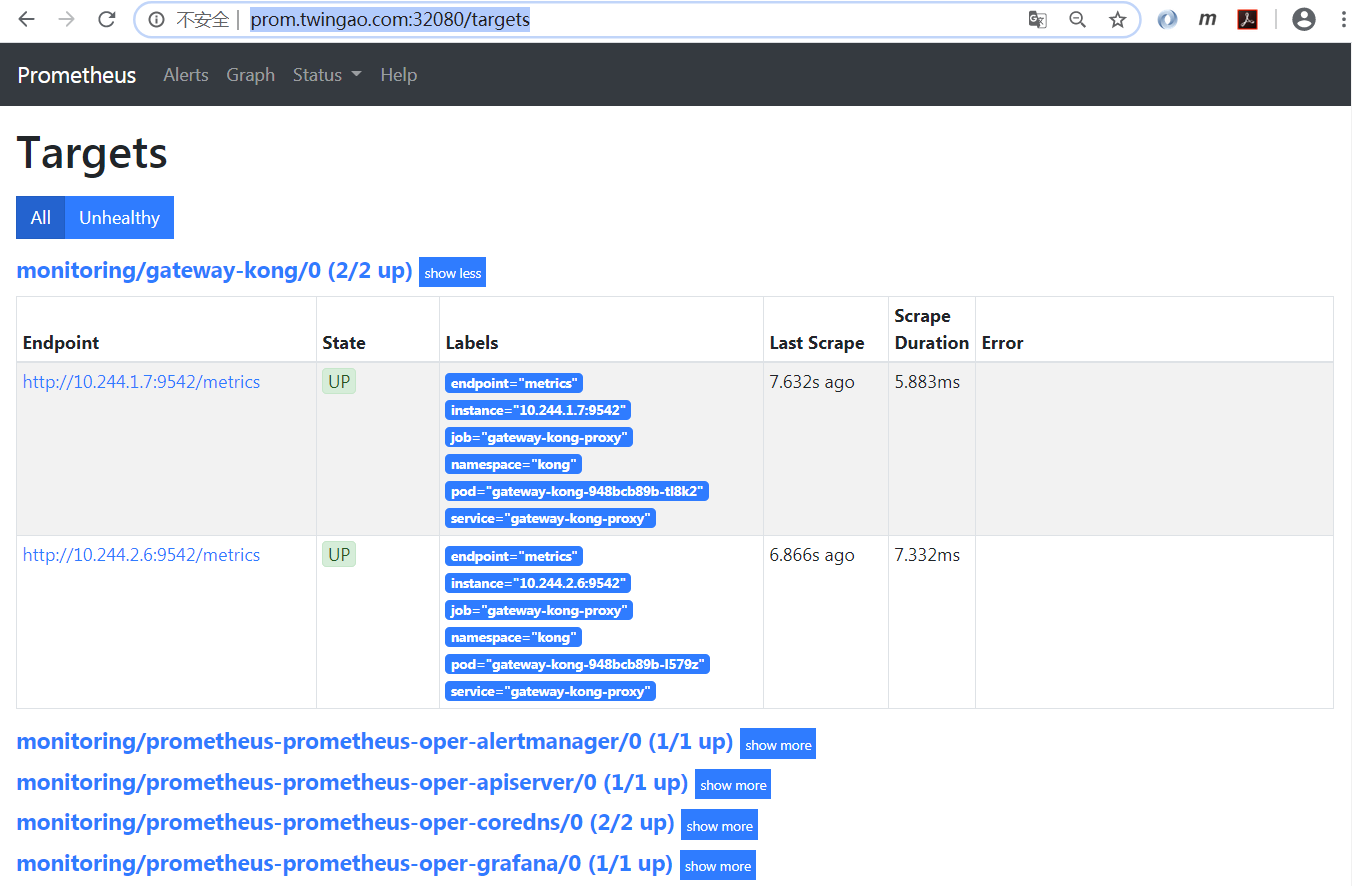 不安全 | prom.twingao.com:32080/targets
m
Prometheus Alerts Graph Status Help
Targets
All Unhealthy
monitoring/gateway-kong/0 (2/2 up) show less
Scrape
Endpoint State Labels Last Scrape Duration Error
http://10.244.1.7:9542/metrics UP endpoint="metrics" 7.632s ago 5.883ms
instance="10.244.1.7:9542"
job="gateway-kong-proxy"
namespace="kong"
pod="gateway-kong-948bcb89b-tl8k2"
service="gateway-kong-proxy"
http://10.244.2.6:9542/metrics UP endpoint="metrics" 6.866s ago 7.332ms
instance="10.244.2.6:9542"
job="gateway-kong-proxy"
namespace="kong"
pod="gateway-kong-948bcb89b-l579z"
service="gateway-kong-proxy"
monitoring/prometheus-prometheus-oper-alertmanager/0 (1/1 up) show more
monitoring/prometheus-prometheus-oper-apiserver/0 (1/1 up) show more
monitoring/prometheus-prometheus-oper-coredns/0 (2/2 up) show more
monitoring/prometheus-prometheus-oper-grafana/0 (1/1 up) show more